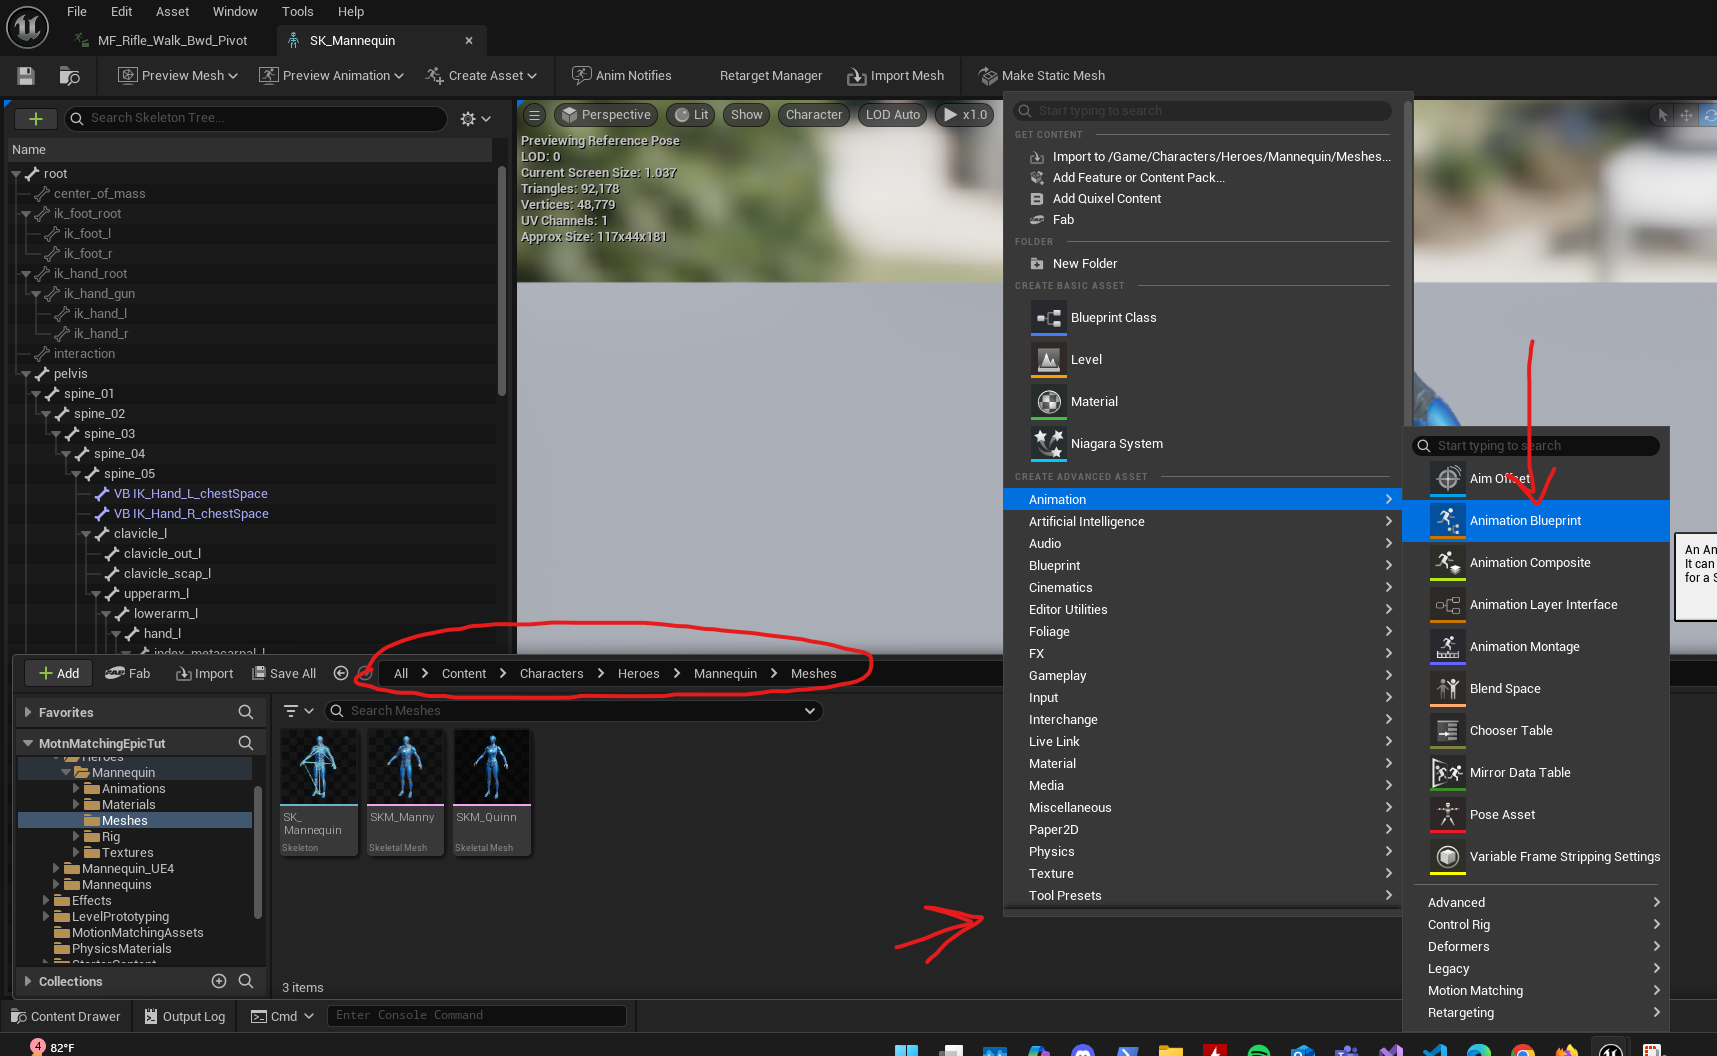 File Edit Asset Window Tools Help
MF_Rifle_Walk_Bwd_Pivot
SK_Mannequin
Preview Mesh
Preview Animation
Create Asset
Anim Notifies
Retarget Manager
Import Mesh
Make Static Mesh
Search Skeleton Tree...
Name
root
center_of_mass
ik_foot_root
ik_foot_l
ik_foot_r
ik_hand_root
ik_hand_gun
ik_hand_l
ik_hand_r
interaction
pelvis
spine_01
spine_02
spine_03
spine_04
spine_05
VB IK_Hand_L_chestSpace
VB IK_Hand_R_chestSpace
clavicle_l
clavicle_out_l
clavicle_scap_l
upperarm_l
lowerarm_l
hand_l
index_metacarpal_l
Perspective
Lit
Show
Character
LOD Auto
x1.0
Previewing Reference Pose
LOD: 0
Current Screen Size: 1.037
Triangles: 92,178
Vertices: 48,779
UV Channels: 1
Approx Size: 117x44x181
Start typing to search
GET CONTENT
Import to /Game/Characters/Heroes/Mannequin/Meshes...
Add Feature or Content Pack...
Add Quixel Content
Fab
FOLDER
New Folder
CREATE BASIC ASSET
Blueprint Class
Level
Material
Niagara System
CREATE ADVANCED ASSET
Animation
Artificial Intelligence
Audio
Blueprint
Cinematics
Editor Utilities
Foliage
FX
Gameplay
Input
Interchange
Live Link
Material
Media
Miscellaneous
Paper2D
Physics
Texture
Tool Presets
Start typing to search
Aim Offset
Animation Blueprint
Animation Composite
Animation Layer Interface
Animation Montage
Blend Space
Chooser Table
Mirror Data Table
Pose Asset
Variable Frame Stripping Settings
Advanced
Control Rig
Deformers
Legacy
Motion Matching
Retargeting
An An
It can
for a S
Add
Fab
Import
Save All
All > Content > Characters > Heroes > Mannequin > Meshes
Favorites
Search Meshes
MotnMatchingEpicTut
Heroes
Mannequin
Animations
Materials
Meshes
Rig
Textures
Mannequin_UE4
Mannequins
Effects
LevelPrototyping
MotionMatchingAssets
PhysicsMaterials
StarterContent
SK_
Mannequin
Skeleton
SKM_Manny
Skeletal Mesh
SKM_Quinn
Skeletal Mesh
Collections
3 items
Content Drawer
Output Log
Cmd
Enter Console Command
4
82°F